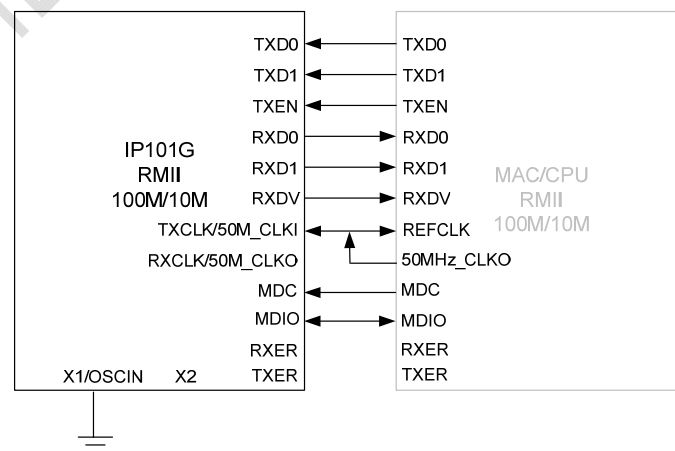 TXD0 TXD0
TXD1 TXD1
TXEN TXEN
RXD0 RXD0
IP101G
RMII
100M/10M
RXD1 RXD1
RXDV RXDV
MAC/CPU
RMII
100M/10M
TXCLK/50M_CLKI REFCLK
RXCLK/50M_CLKO 50MHz_CLKO
MDC MDC
MDIO MDIO
RXER RXER
X1/OSCIN X2 TXER TXER